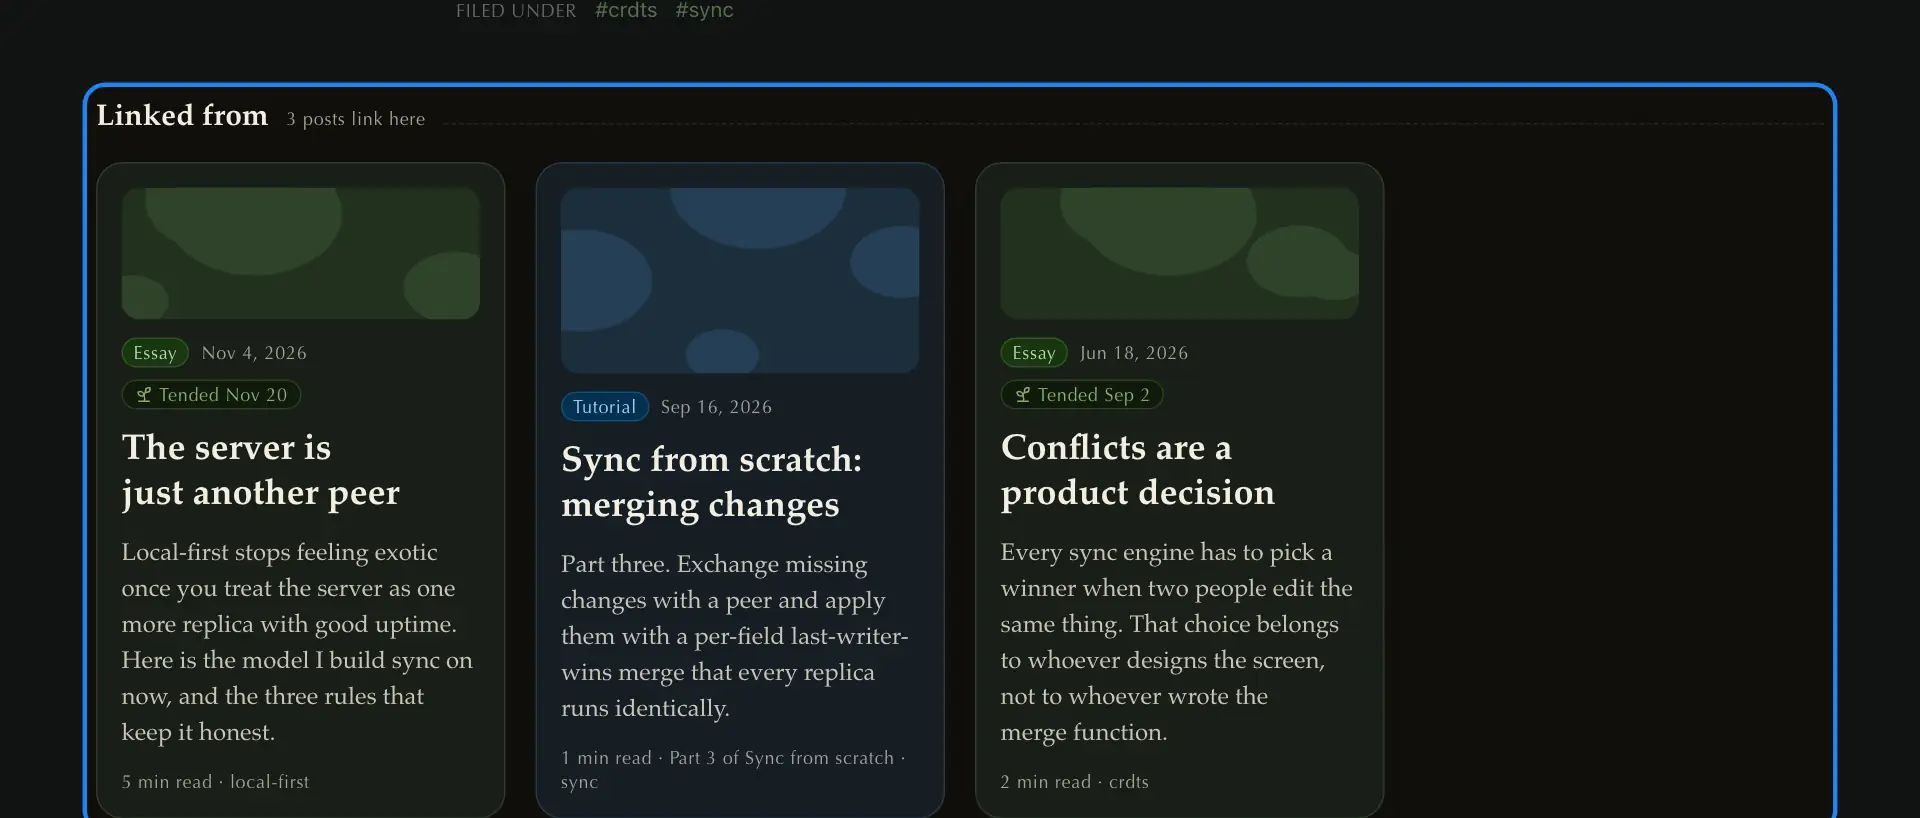 FILED UNDER #crdts #sync
Linked from 3 posts link here
Essay Nov 4, 2026
Tended Nov 20
The server is
just another peer
Local-first stops feeling exotic
once you treat the server as one
more replica with good uptime.
Here is the model I build sync on
now, and the three rules that
keep it honest.
5 min read · local-first
Tutorial Sep 16, 2026
Sync from scratch:
merging changes
Part three. Exchange missing
changes with a peer and apply
them with a per-field last-writer-
wins merge that every replica
runs identically.
1 min read · Part 3 of Sync from scratch ·
sync
Essay Jun 18, 2026
Tended Sep 2
Conflicts are a
product decision
Every sync engine has to pick a
winner when two people edit the
same thing. That choice belongs
to whoever designs the screen,
not to whoever wrote the
merge function.
2 min read · crdts